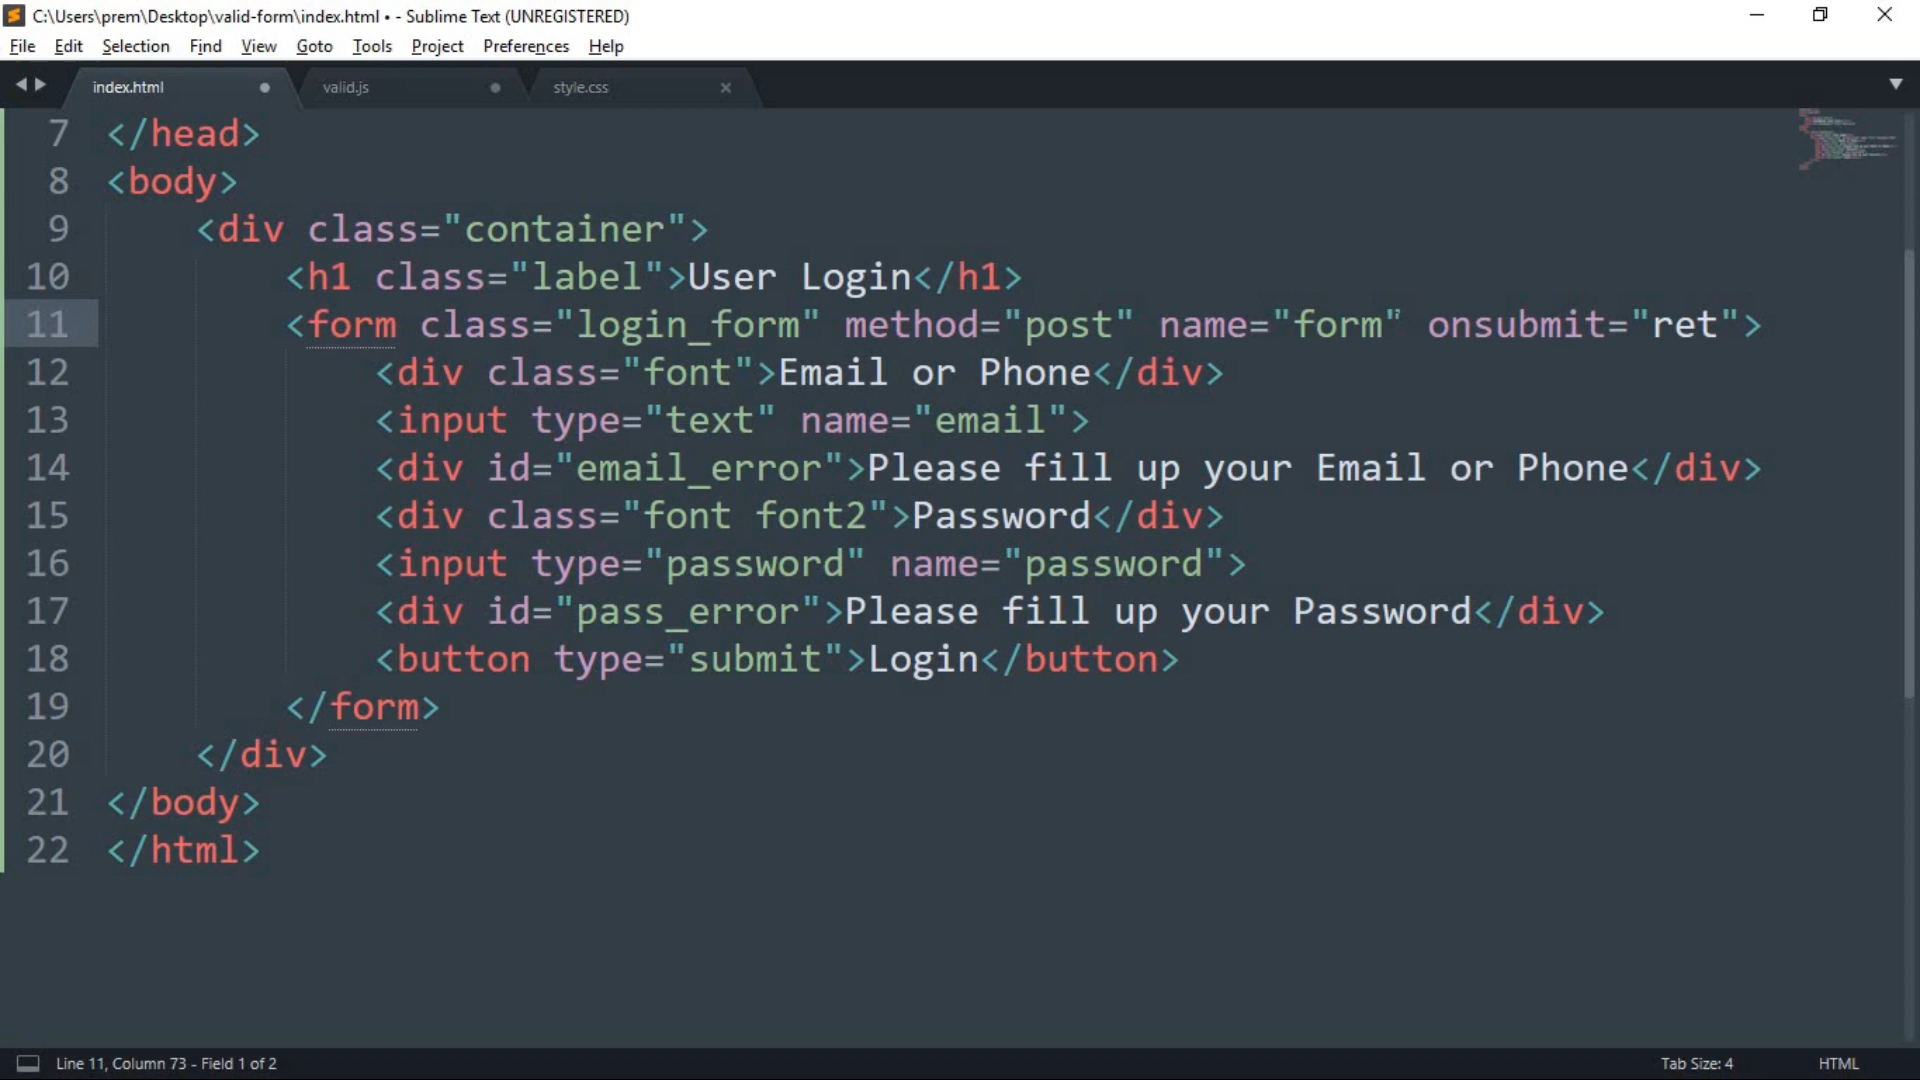 C:\Users\prem\Desktop\valid-form\index.html • - Sublime Text (UNREGISTERED)
File Edit Selection Find View Goto Tools Project Preferences Help
index.html valid.js style.css
7 </head>
8 <body>
9 <div class="container">
10 <h1 class="label">User Login</h1>
11 <form class="login_form" method="post" name="form" onsubmit="ret">
12 <div class="font">Email or Phone</div>
13 <input type="text" name="email">
14 <div id="email_error">Please fill up your Email or Phone</div>
15 <div class="font font2">Password</div>
16 <input type="password" name="password">
17 <div id="pass_error">Please fill up your Password</div>
18 <button type="submit">Login</button>
19 </form>
20 </div>
21 </body>
22 </html>
Line 11, Column 73 - Field 1 of 2 Tab Size: 4 HTML